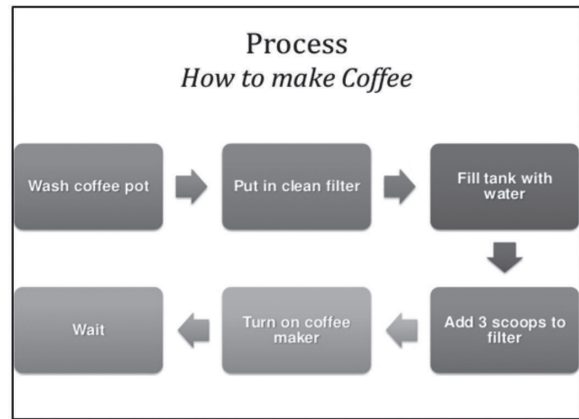 Process
How to make Coffee
Wash coffee pot
Put in clean filter
Fill tank with
water
Add 3 scoops to
filter
Turn on coffee
maker
Wait